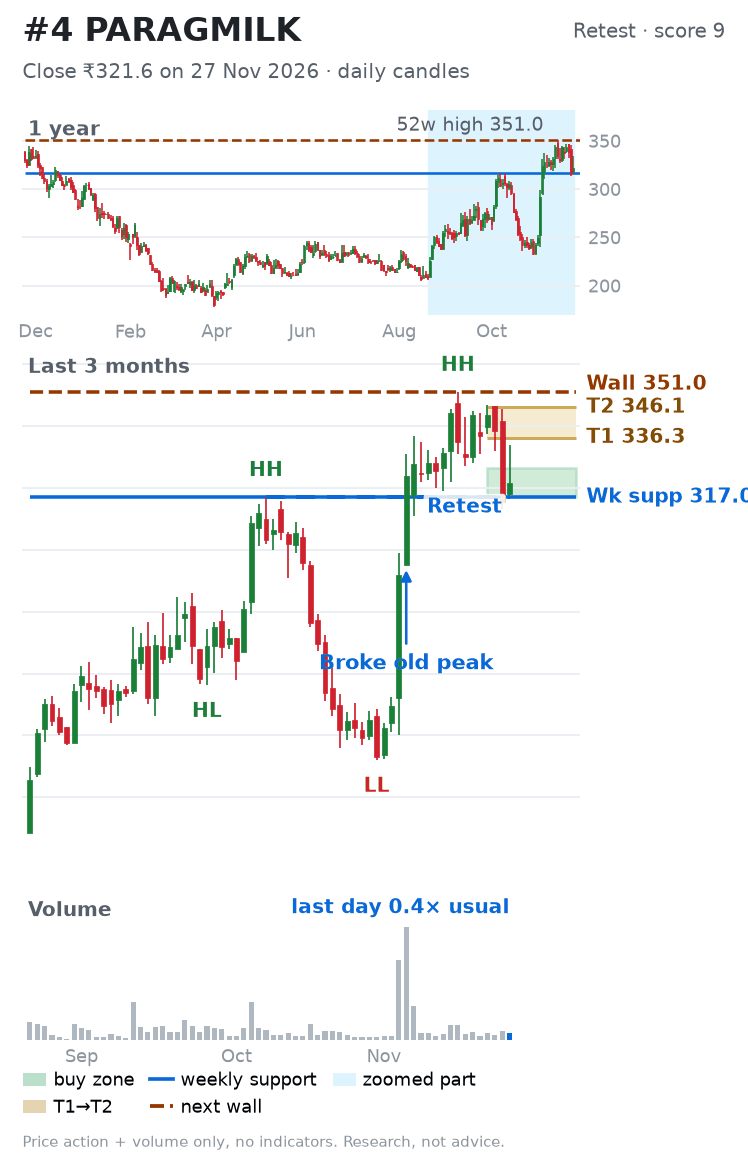 #4 PARAGMILK
Retest · score 9
Close ₹321.6 on 27 Nov 2026 · daily candles
1 year
52w high 351.0
350
300
250
200
Dec Feb Apr Jun Aug Oct
Last 3 months
HH
Wall 351.0
T2 346.1
T1 336.3
HH
Wk supp 317.0
Retest
Broke old peak
HL
LL
Volume
last day 0.4× usual
Sep Oct Nov
buy zone weekly support zoomed part
T1→T2 next wall
Price action + volume only, no indicators. Research, not advice.